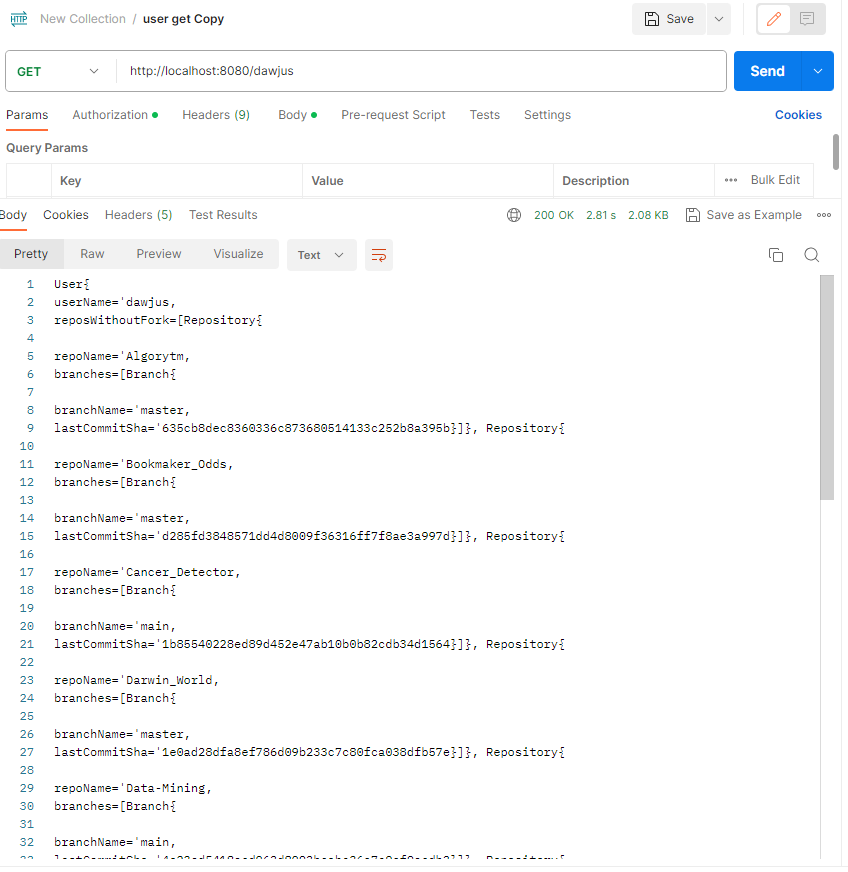 HTTP New Collection / user get Copy Save
GET http://localhost:8080/dawjus Send
Params Authorization Headers (9) Body Pre-request Script Tests Settings Cookies
Query Params
Key Value Description ••• Bulk Edit
Body Cookies Headers (5) Test Results 200 OK 2.81 s 2.08 KB Save as Example
Pretty Raw Preview Visualize Text
1 User{
2 userName='dawjus,
3 reposWithoutFork=[Repository{
4
5 repoName='Algorytm,
6 branches=[Branch{
7
8 branchName='master,
9 lastCommitSha='635cb8dec8360336c873680514133c252b8a395b}]}, Repository{
10
11 repoName='Bookmaker_Odds,
12 branches=[Branch{
13
14 branchName='master,
15 lastCommitSha='d285fd3848571dd4d8009f36316ff7f8ae3a997d}]}, Repository{
16
17 repoName='Cancer_Detector,
18 branches=[Branch{
19
20 branchName='main,
21 lastCommitSha='1b85540228ed89d452e47ab10b0b82cdb34d1564}]}, Repository{
22
23 repoName='Darwin_World,
24 branches=[Branch{
25
26 branchName='master,
27 lastCommitSha='1e0ad28dfa8ef786d09b233c7c80fca038dfb57e}]}, Repository{
28
29 repoName='Data-Mining,
30 branches=[Branch{
31
32 branchName='main,